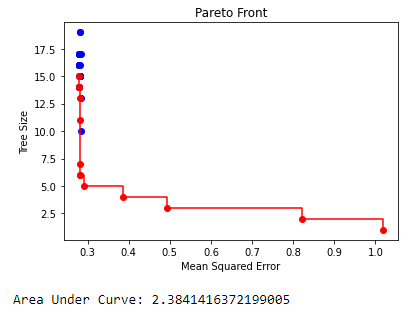 Pareto Front
17.5
15.0
12.5
10.0
7.5
5.0
2.5
Tree Size
0.3 0.4 0.5 0.6 0.7 0.8 0.9 1.0
Mean Squared Error
Area Under Curve: 2.3841416372199005